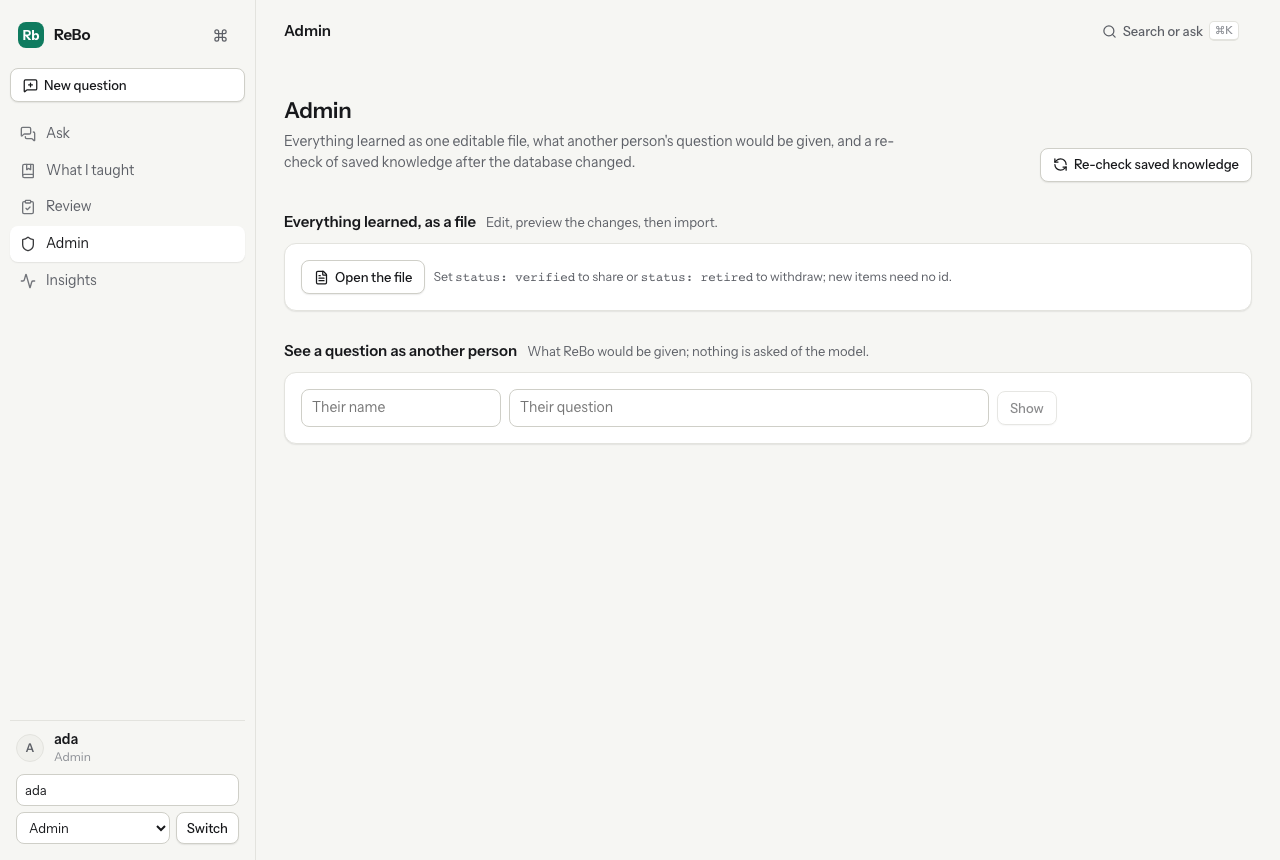 Rb ReBo ⌘
New question
Ask
What I taught
Review
Admin
Insights
A ada
Admin
ada
Admin Switch
Admin
Search or ask ⌘K
Admin
Everything learned as one editable file, what another person's question would be given, and a re-
check of saved knowledge after the database changed.
Re-check saved knowledge
Everything learned, as a file Edit, preview the changes, then import.
Open the file Set status: verified to share or status: retired to withdraw; new items need no id.
See a question as another person What ReBo would be given; nothing is asked of the model.
Their name Their question Show